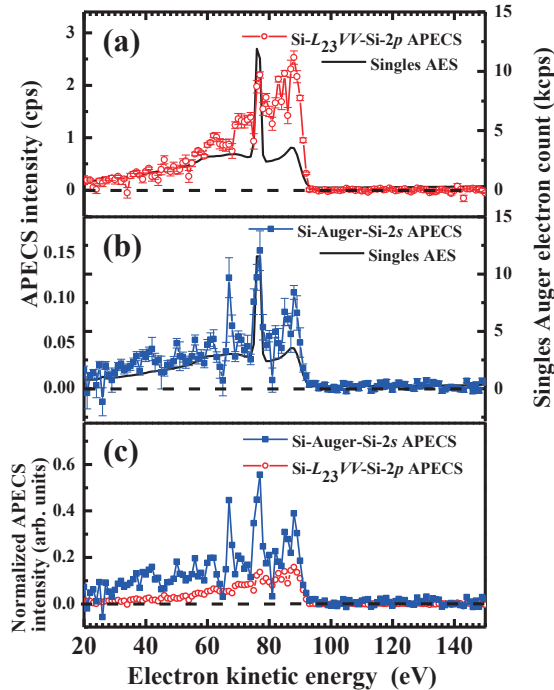 (a)
Si-L23VV-Si-2p APECS
Singles AES
3
2
1
0
15
10
5
0
(b)
Si-Auger-Si-2s APECS
Singles AES
0.15
0.10
0.05
0.00
15
10
5
0
APECS intensity (cps)
Singles Auger electron count (kcps)
(c)
Si-Auger-Si-2s APECS
Si-L23VV-Si-2p APECS
0.6
0.4
0.2
0.0
Normalized APECS
intensity (arb. units)
20 40 60 80 100 120 140
Electron kinetic energy (eV)